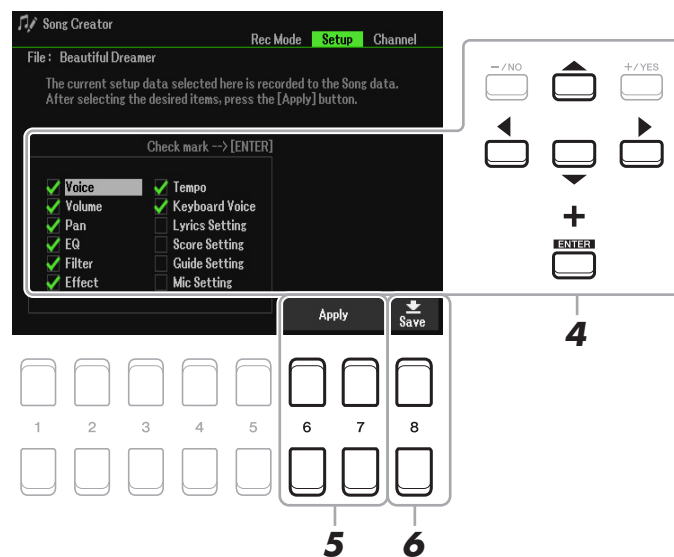 Song Creator
Rec Mode Setup Channel
File : Beautiful Dreamer
The current setup data selected here is recorded to the Song data.
After selecting the desired items, press the [Apply] button.
Check mark --> [ENTER]
Voice Tempo
Volume Keyboard Voice
Pan Lyrics Setting
EQ Score Setting
Filter Guide Setting
Effect Mic Setting
Apply Save
−/NO +/YES
+
ENTER
4
1 2 3 4 5 6 7 8
5 6